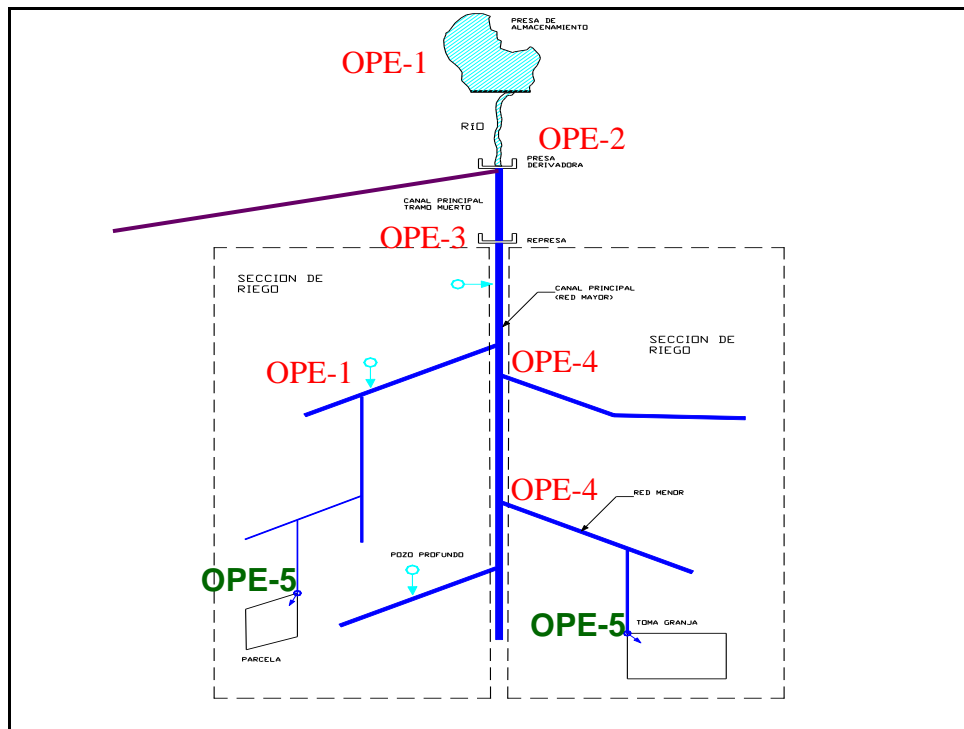 PRESA DE
ALMACENAMIENTO
OPE-1
RIO
OPE-2
PRESA
DERIVADORA
CANAL PRINCIPAL
TRAMO MUERTO
OPE-3
REPRESA
SECCION DE
RIEGO
CANAL PRINCIPAL
(RED MAYOR)
SECCION DE
RIEGO
OPE-1
OPE-4
OPE-4
RED MENOR
POZO PROFUNDO
OPE-5
OPE-5
TOMA GRANJA
PARCELA